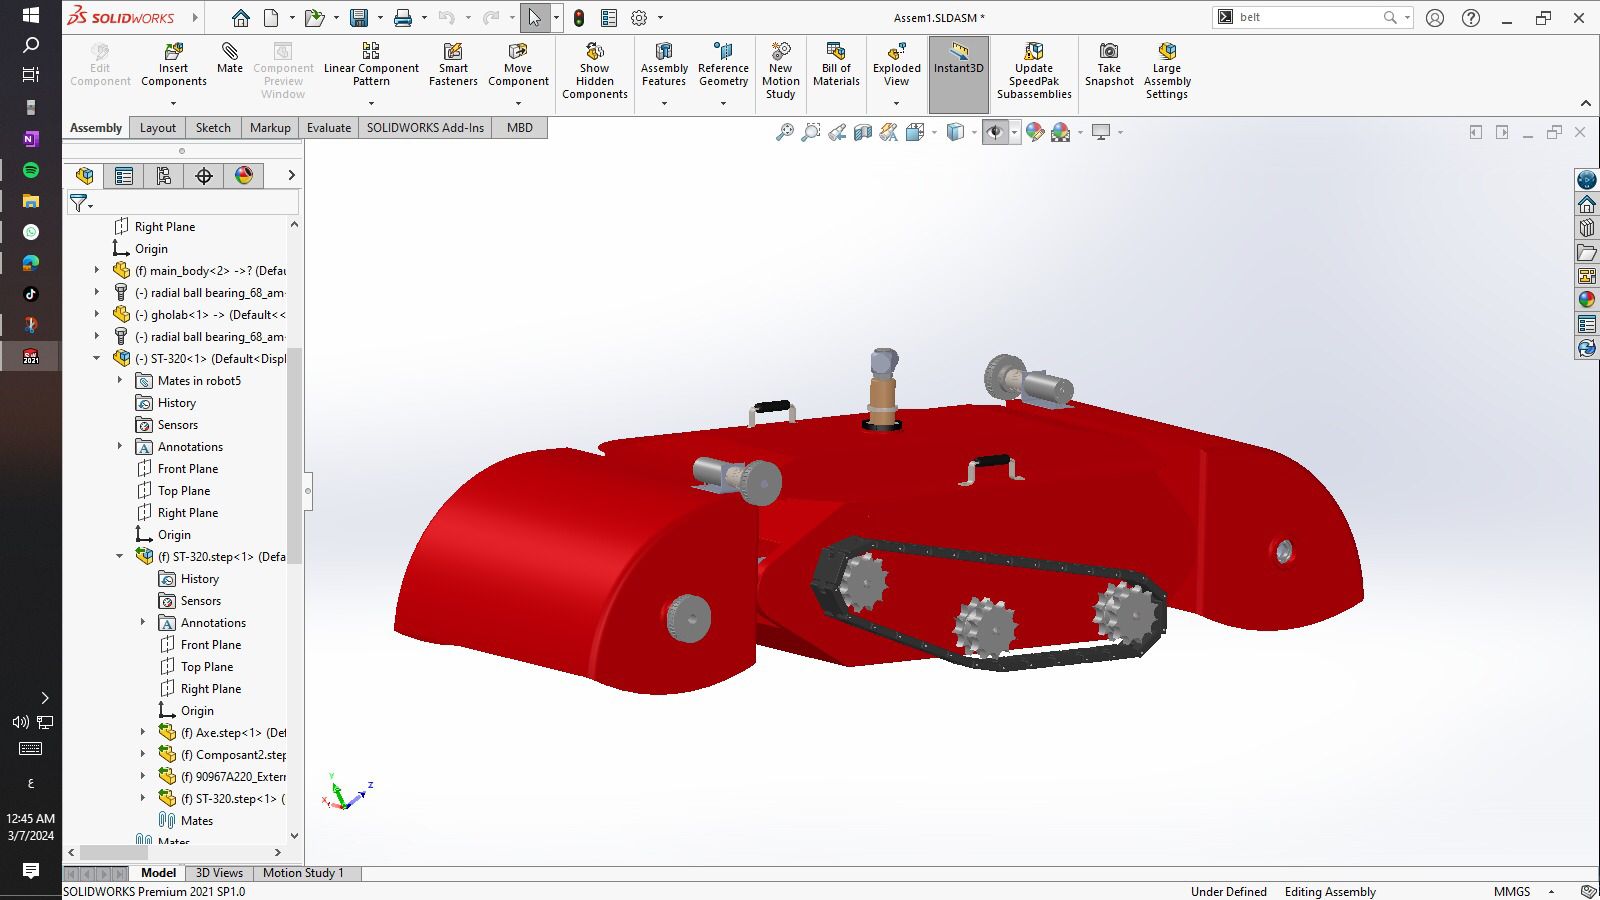 SOLIDWORKS
Assem1.SLDASM *
belt
Edit Component
Insert Components
Mate
Component Preview Window
Linear Component Pattern
Smart Fasteners
Move Component
Show Hidden Components
Assembly Features
Reference Geometry
New Motion Study
Bill of Materials
Exploded View
Instant3D
Update SpeedPak Subassemblies
Take Snapshot
Large Assembly Settings
Assembly
Layout
Sketch
Markup
Evaluate
SOLIDWORKS Add-Ins
MBD
Right Plane
Origin
(f) main_body<2> ->? (Defau
(-) radial ball bearing_68_am
(-) gholab<1> -> (Default<<
(-) radial ball bearing_68_am
(-) ST-320<1> (Default<Displ
Mates in robot5
History
Sensors
Annotations
Front Plane
Top Plane
Right Plane
Origin
(f) ST-320.step<1> (Defa
History
Sensors
Annotations
Front Plane
Top Plane
Right Plane
Origin
(f) Axe.step<1> (Def
(f) Composant2.step
(f) 90967A220_Extern
(f) ST-320.step<1> (
Mates
Mates
Y
X
Z
ع
12:45 AM
3/7/2024
Model
3D Views
Motion Study 1
SOLIDWORKS Premium 2021 SP1.0
Under Defined
Editing Assembly
MMGS